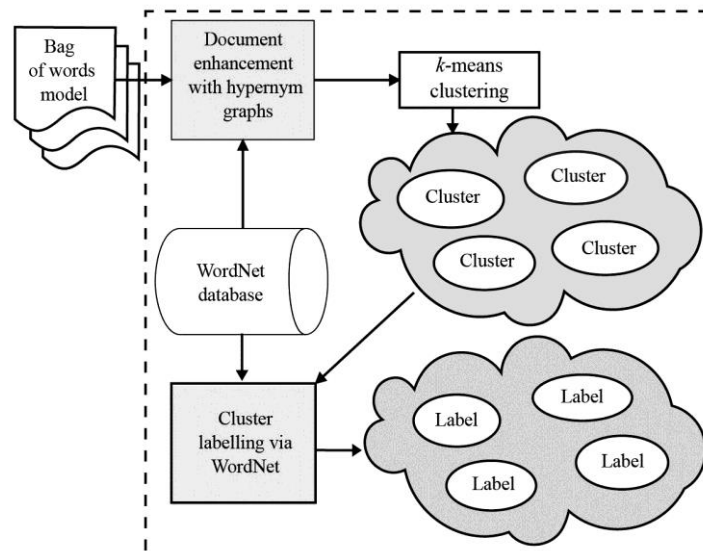 Bag
of words
model
Document
enhancement
with hypernym
graphs
k-means
clustering
Cluster
Cluster
Cluster
Cluster
WordNet
database
Cluster
labelling via
WordNet
Label
Label
Label
Label